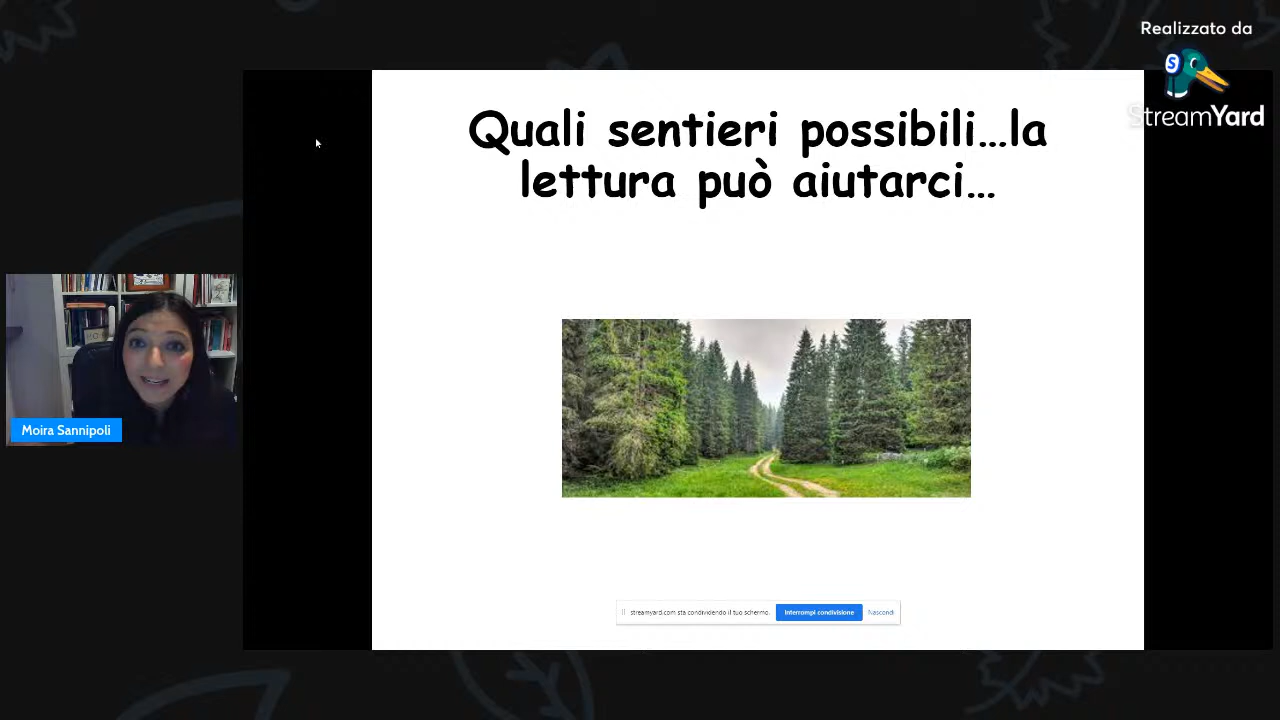 Realizzato da
StreamYard
Quali sentieri possibili...la
lettura può aiutarci...
Moira Sannipoli
streamyard.com sta condividendo il tuo schermo.
Interrompi condivisione
Nascondi